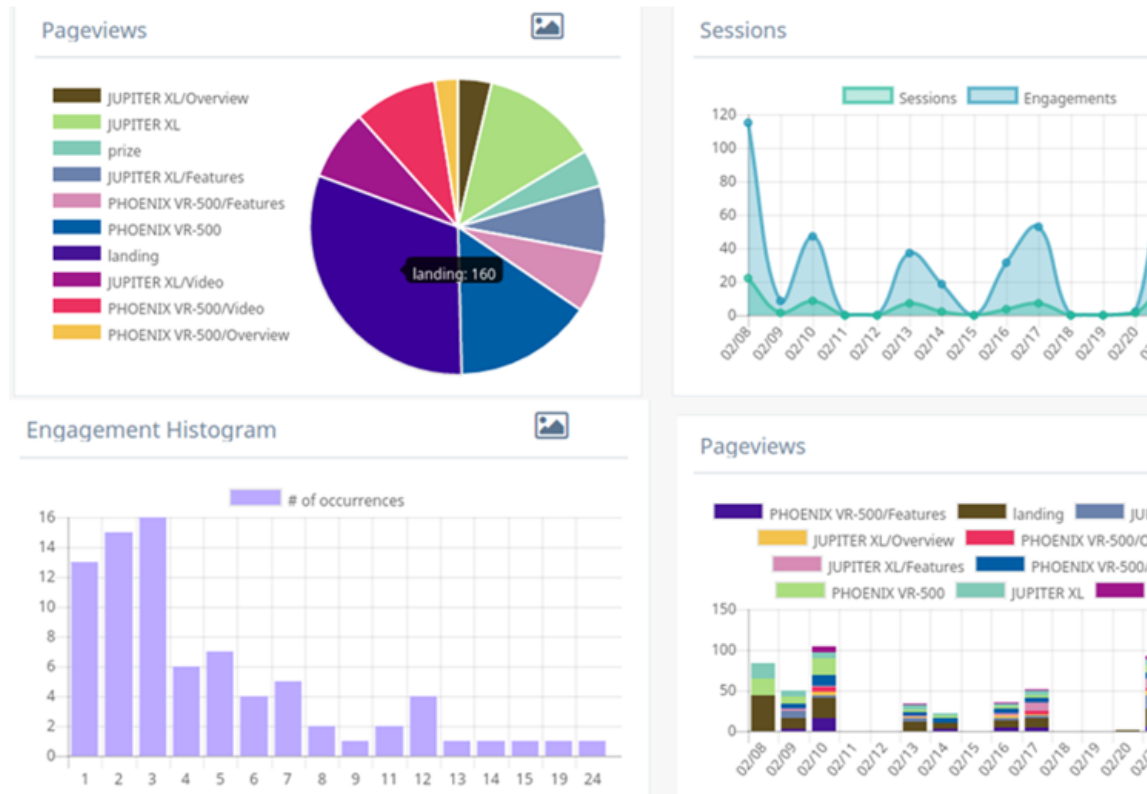 Pageviews
JUPITER XL/Overview
JUPITER XL
prize
JUPITER XL/Features
PHOENIX VR-500/Features
PHOENIX VR-500
landing
JUPITER XL/Video
PHOENIX VR-500/Video
PHOENIX VR-500/Overview
landing: 160
Sessions
Sessions Engagements
120
100
80
60
40
20
0
02/08 02/09 02/10 02/11 02/12 02/13 02/14 02/15 02/16 02/17 02/18 02/19 02/20
Engagement Histogram
# of occurrences
16
14
12
10
8
6
4
2
0
1 2 3 4 5 6 7 8 9 11 12 13 14 15 19 24
Pageviews
PHOENIX VR-500/Features landing JU
JUPITER XL/Overview PHOENIX VR-500/O
JUPITER XL/Features PHOENIX VR-500/
PHOENIX VR-500 JUPITER XL
150
100
50
0
02/08 02/09 02/10 02/11 02/12 02/13 02/14 02/15 02/16 02/17 02/18 02/19 02/20